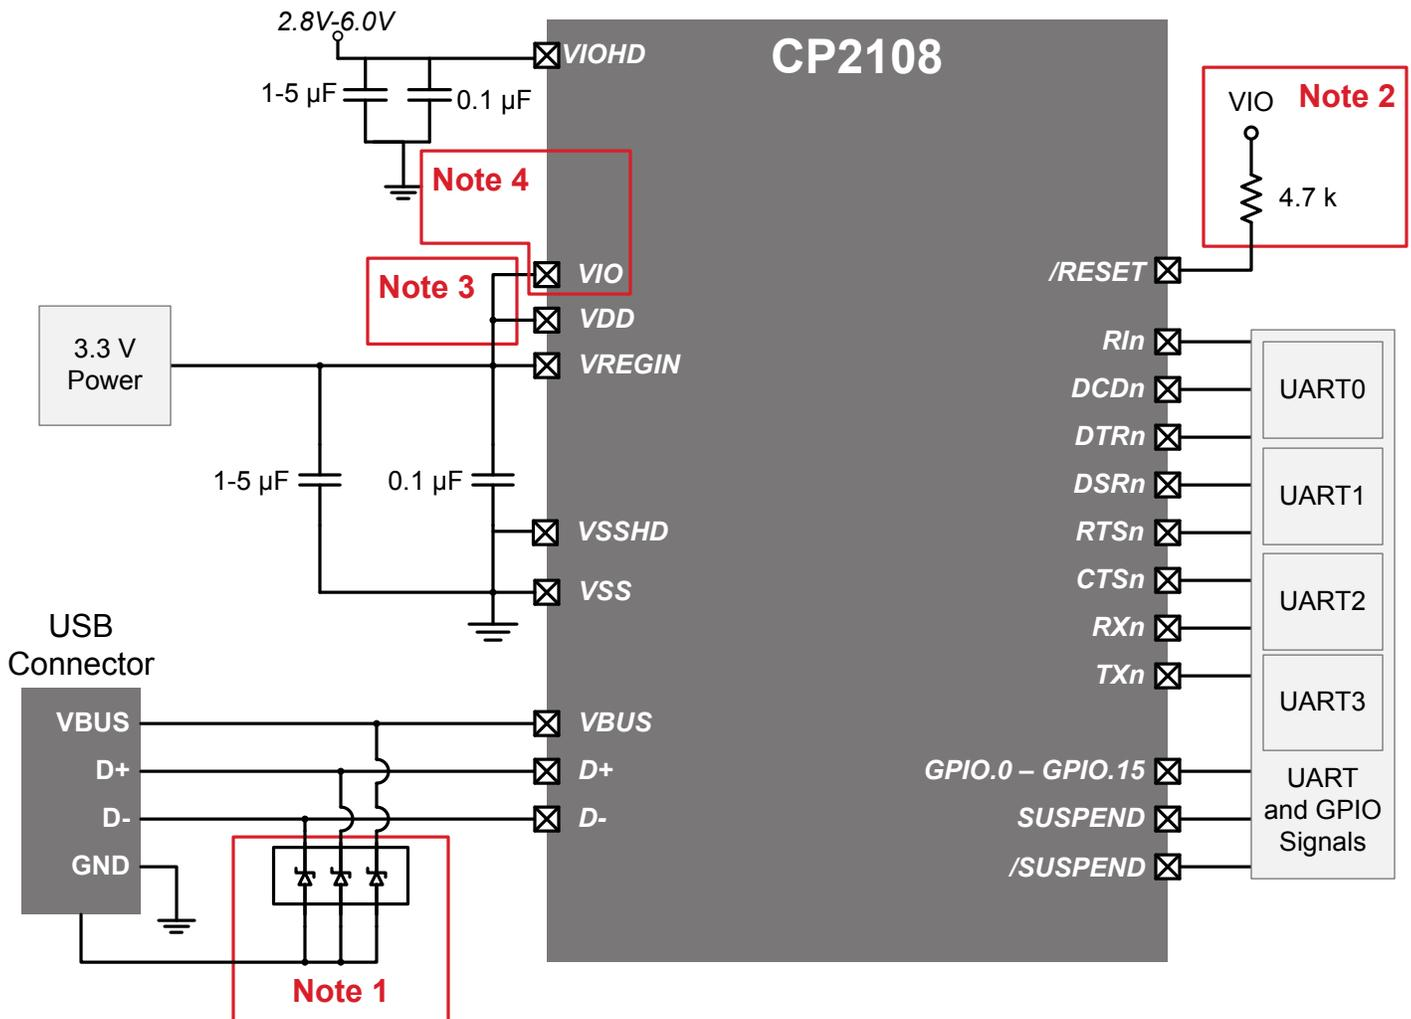 2.8V-6.0V
VIOHD
CP2108
1-5 µF
0.1 µF
VIO
Note 2
4.7 k
Note 4
VIO
/RESET
Note 3
VDD
3.3 V
Power
VREGIN
RIn
DCDn
UART0
DTRn
1-5 µF
0.1 µF
DSRn
UART1
VSSHD
RTSn
VSS
CTSn
UART2
RXn
USB
Connector
TXn
UART3
VBUS
VBUS
D+
D+
GPIO.0 – GPIO.15
UART
and GPIO
Signals
D-
D-
SUSPEND
GND
/SUSPEND
Note 1